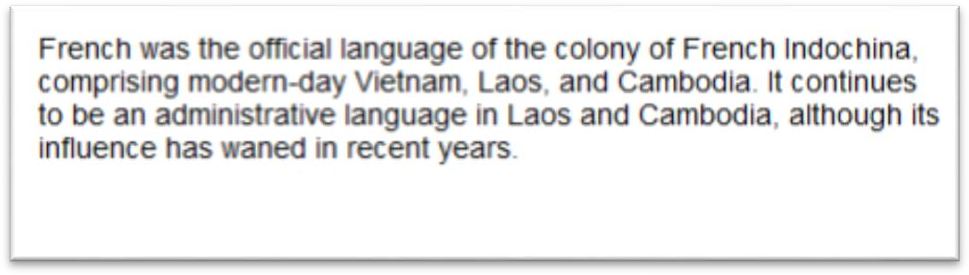 French was the official language of the colony of French Indochina,
comprising modern-day Vietnam, Laos, and Cambodia. It continues
to be an administrative language in Laos and Cambodia, although its
influence has waned in recent years.